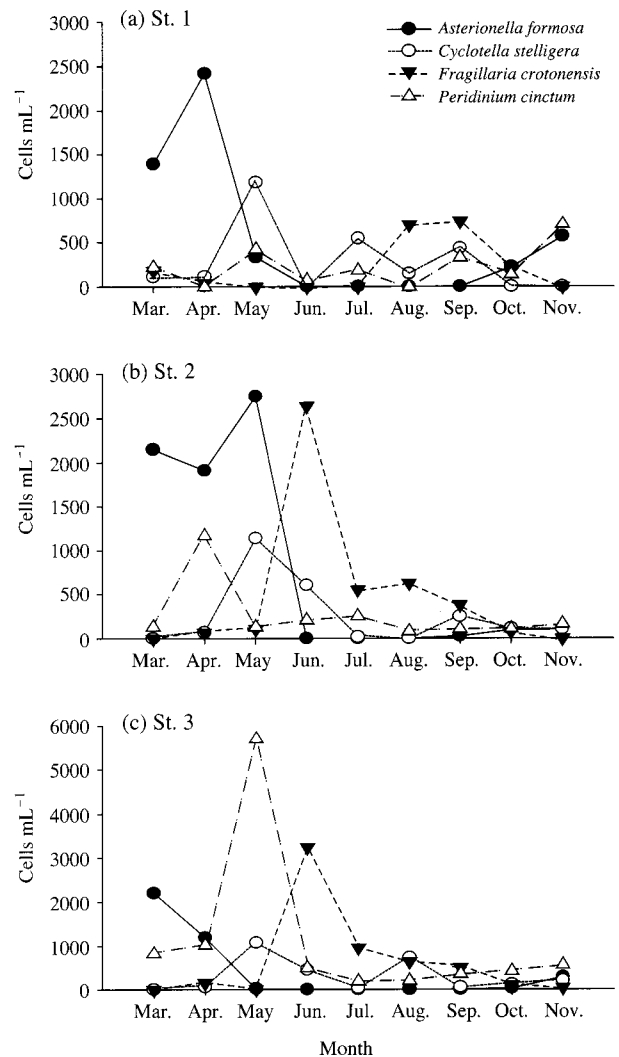 (a) St. 1
Asterionella formosa
Cyclotella stelligera
Fragillaria crotonensis
Peridinium cinctum
3000
2500
2000
1500
1000
500
0
Cells mL⁻¹
Mar. Apr. May Jun. Jul. Aug. Sep. Oct. Nov.
(b) St. 2
3000
2500
2000
1500
1000
500
0
Cells mL⁻¹
Mar. Apr. May Jun. Jul. Aug. Sep. Oct. Nov.
(c) St. 3
6000
5000
4000
3000
2000
1000
0
Cells mL⁻¹
Mar. Apr. May Jun. Jul. Aug. Sep. Oct. Nov.
Month